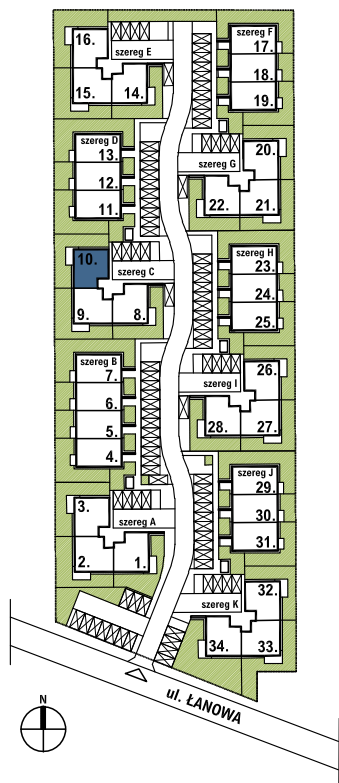 16.
szereg E
15.
14.
szereg F
17.
18.
19.
szereg D
13.
12.
11.
szereg G
20.
22.
21.
10.
szereg C
9.
8.
szereg H
23.
24.
25.
szereg B
7.
6.
5.
4.
szereg I
26.
28.
27.
3.
szereg A
2.
1.
szereg J
29.
30.
31.
szereg K
32.
34.
33.
ul. ŁANOWA
N